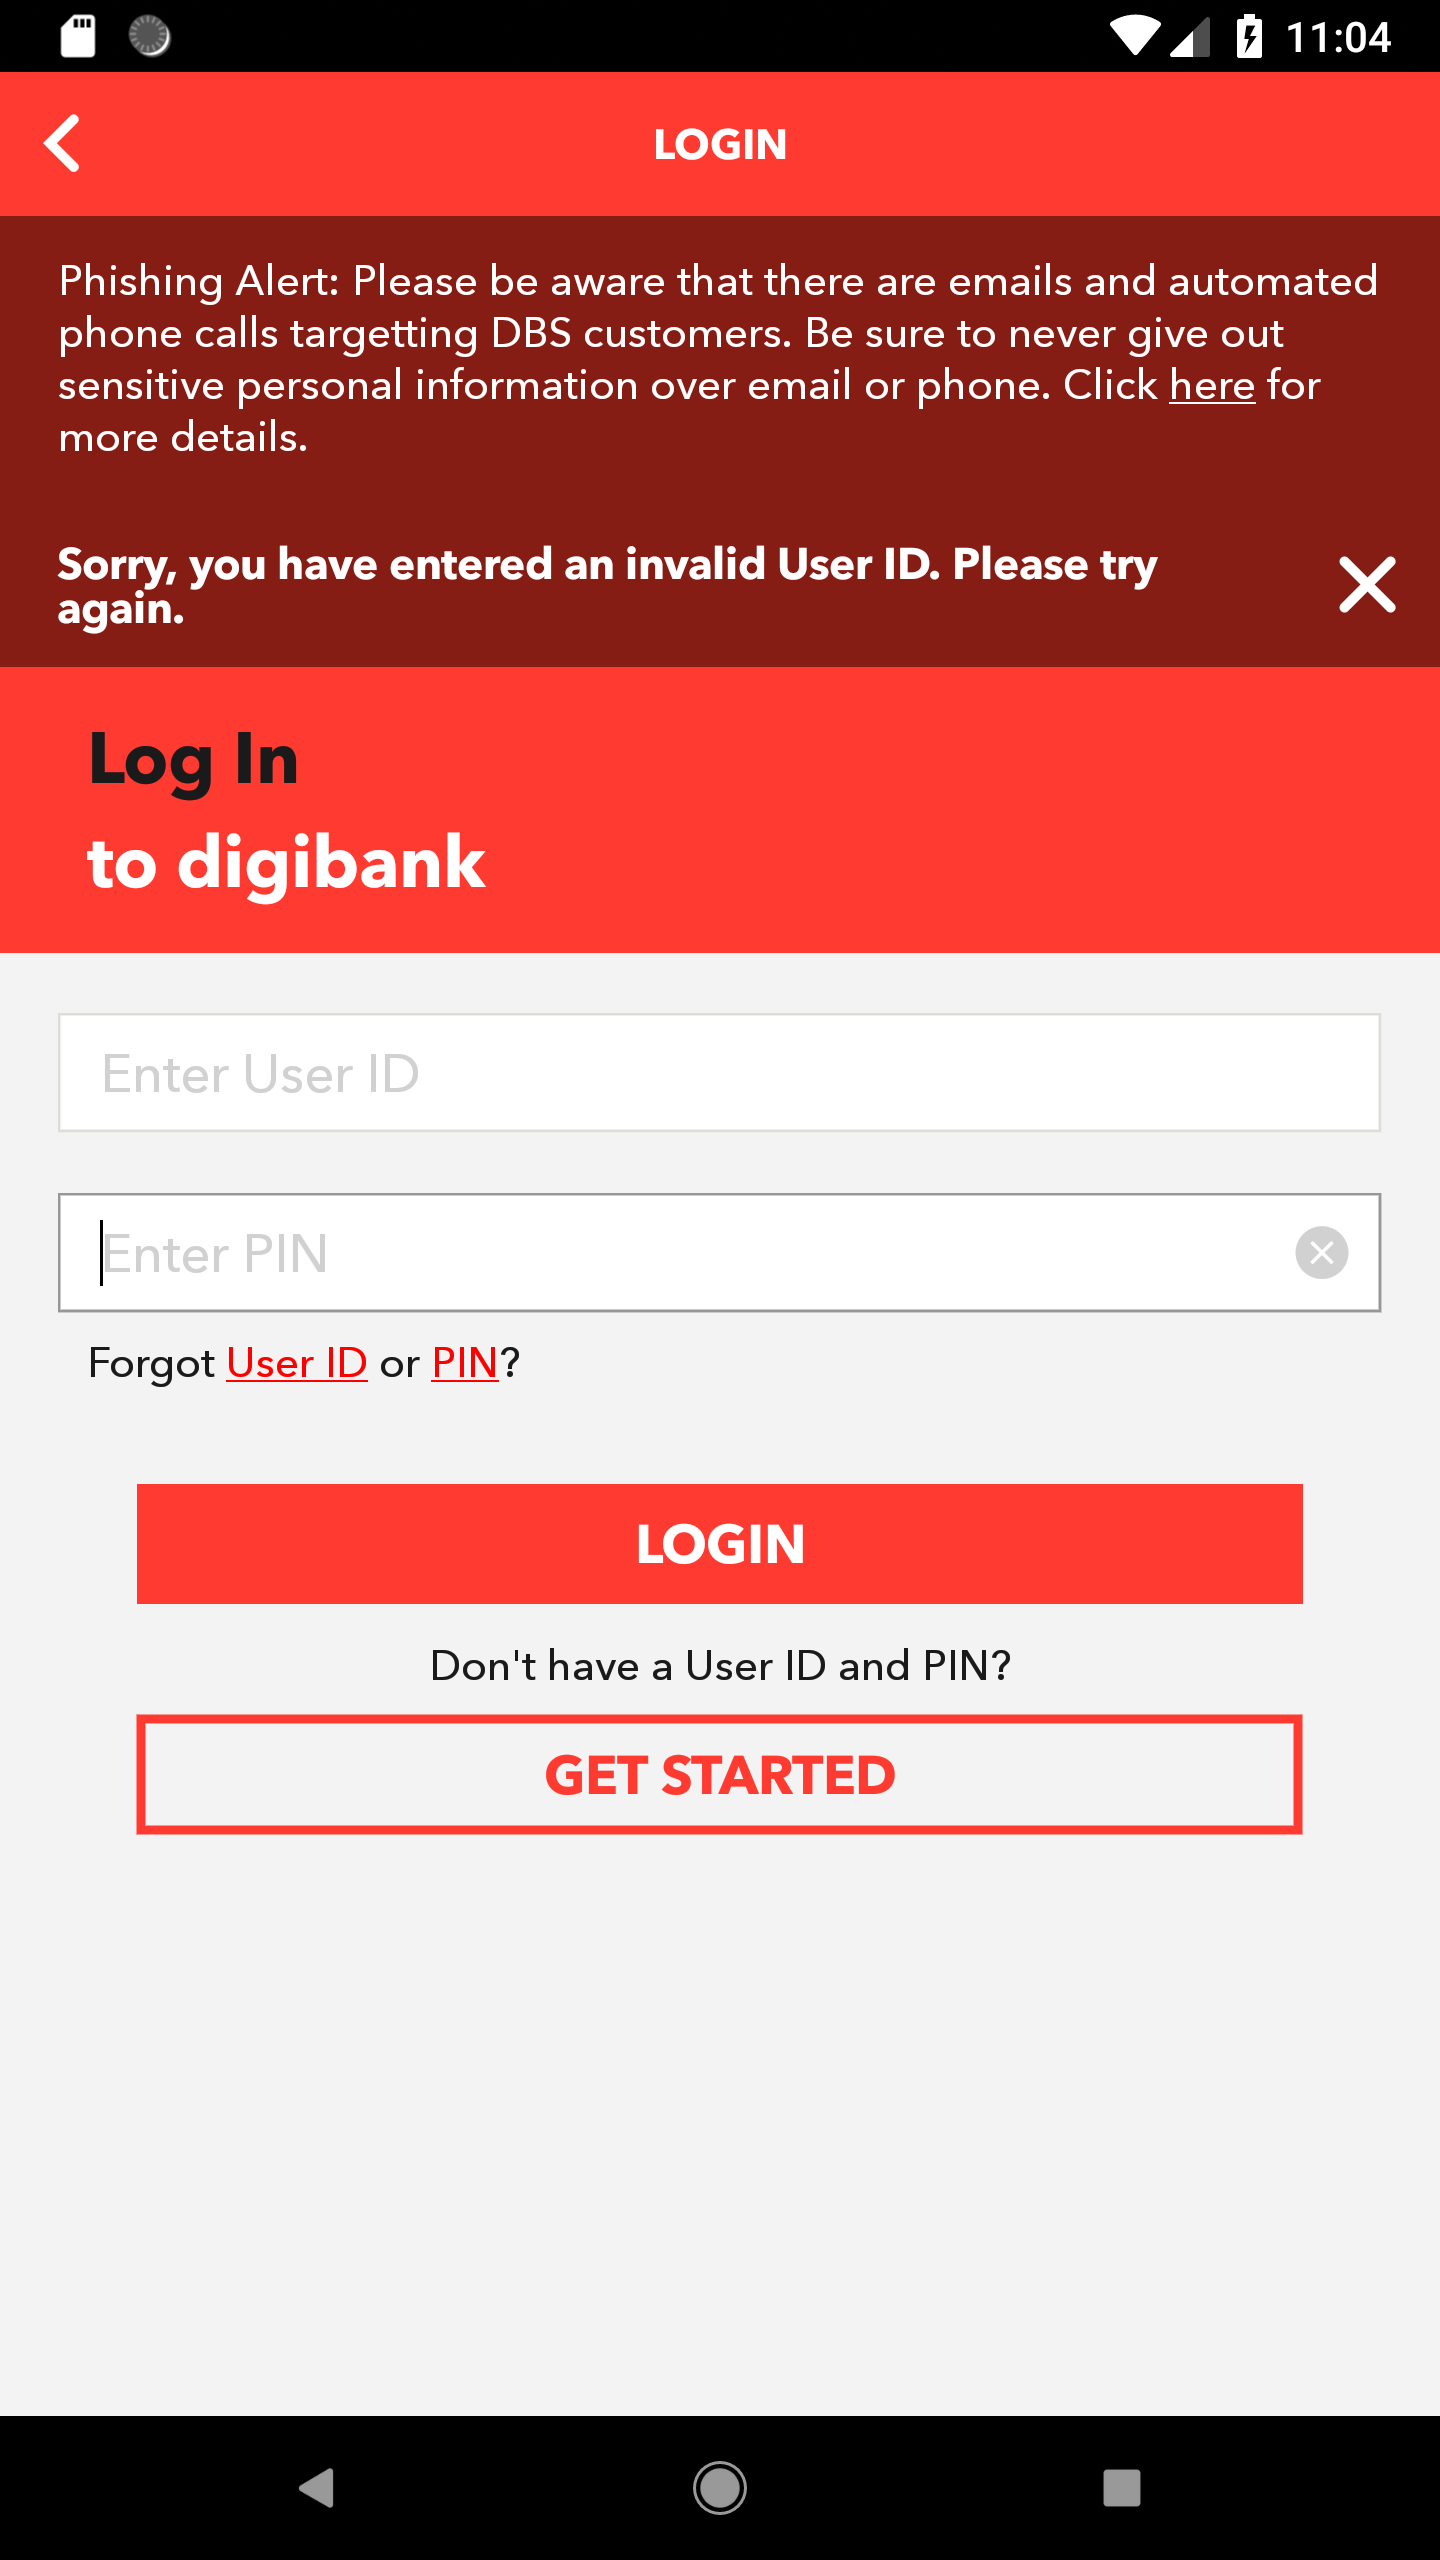 11:04
LOGIN
Phishing Alert: Please be aware that there are emails and automated
phone calls targetting DBS customers. Be sure to never give out
sensitive personal information over email or phone. Click here for
more details.
Sorry, you have entered an invalid User ID. Please try
again.
Log In
to digibank
Enter User ID
Enter PIN
Forgot User ID or PIN?
LOGIN
Don't have a User ID and PIN?
GET STARTED